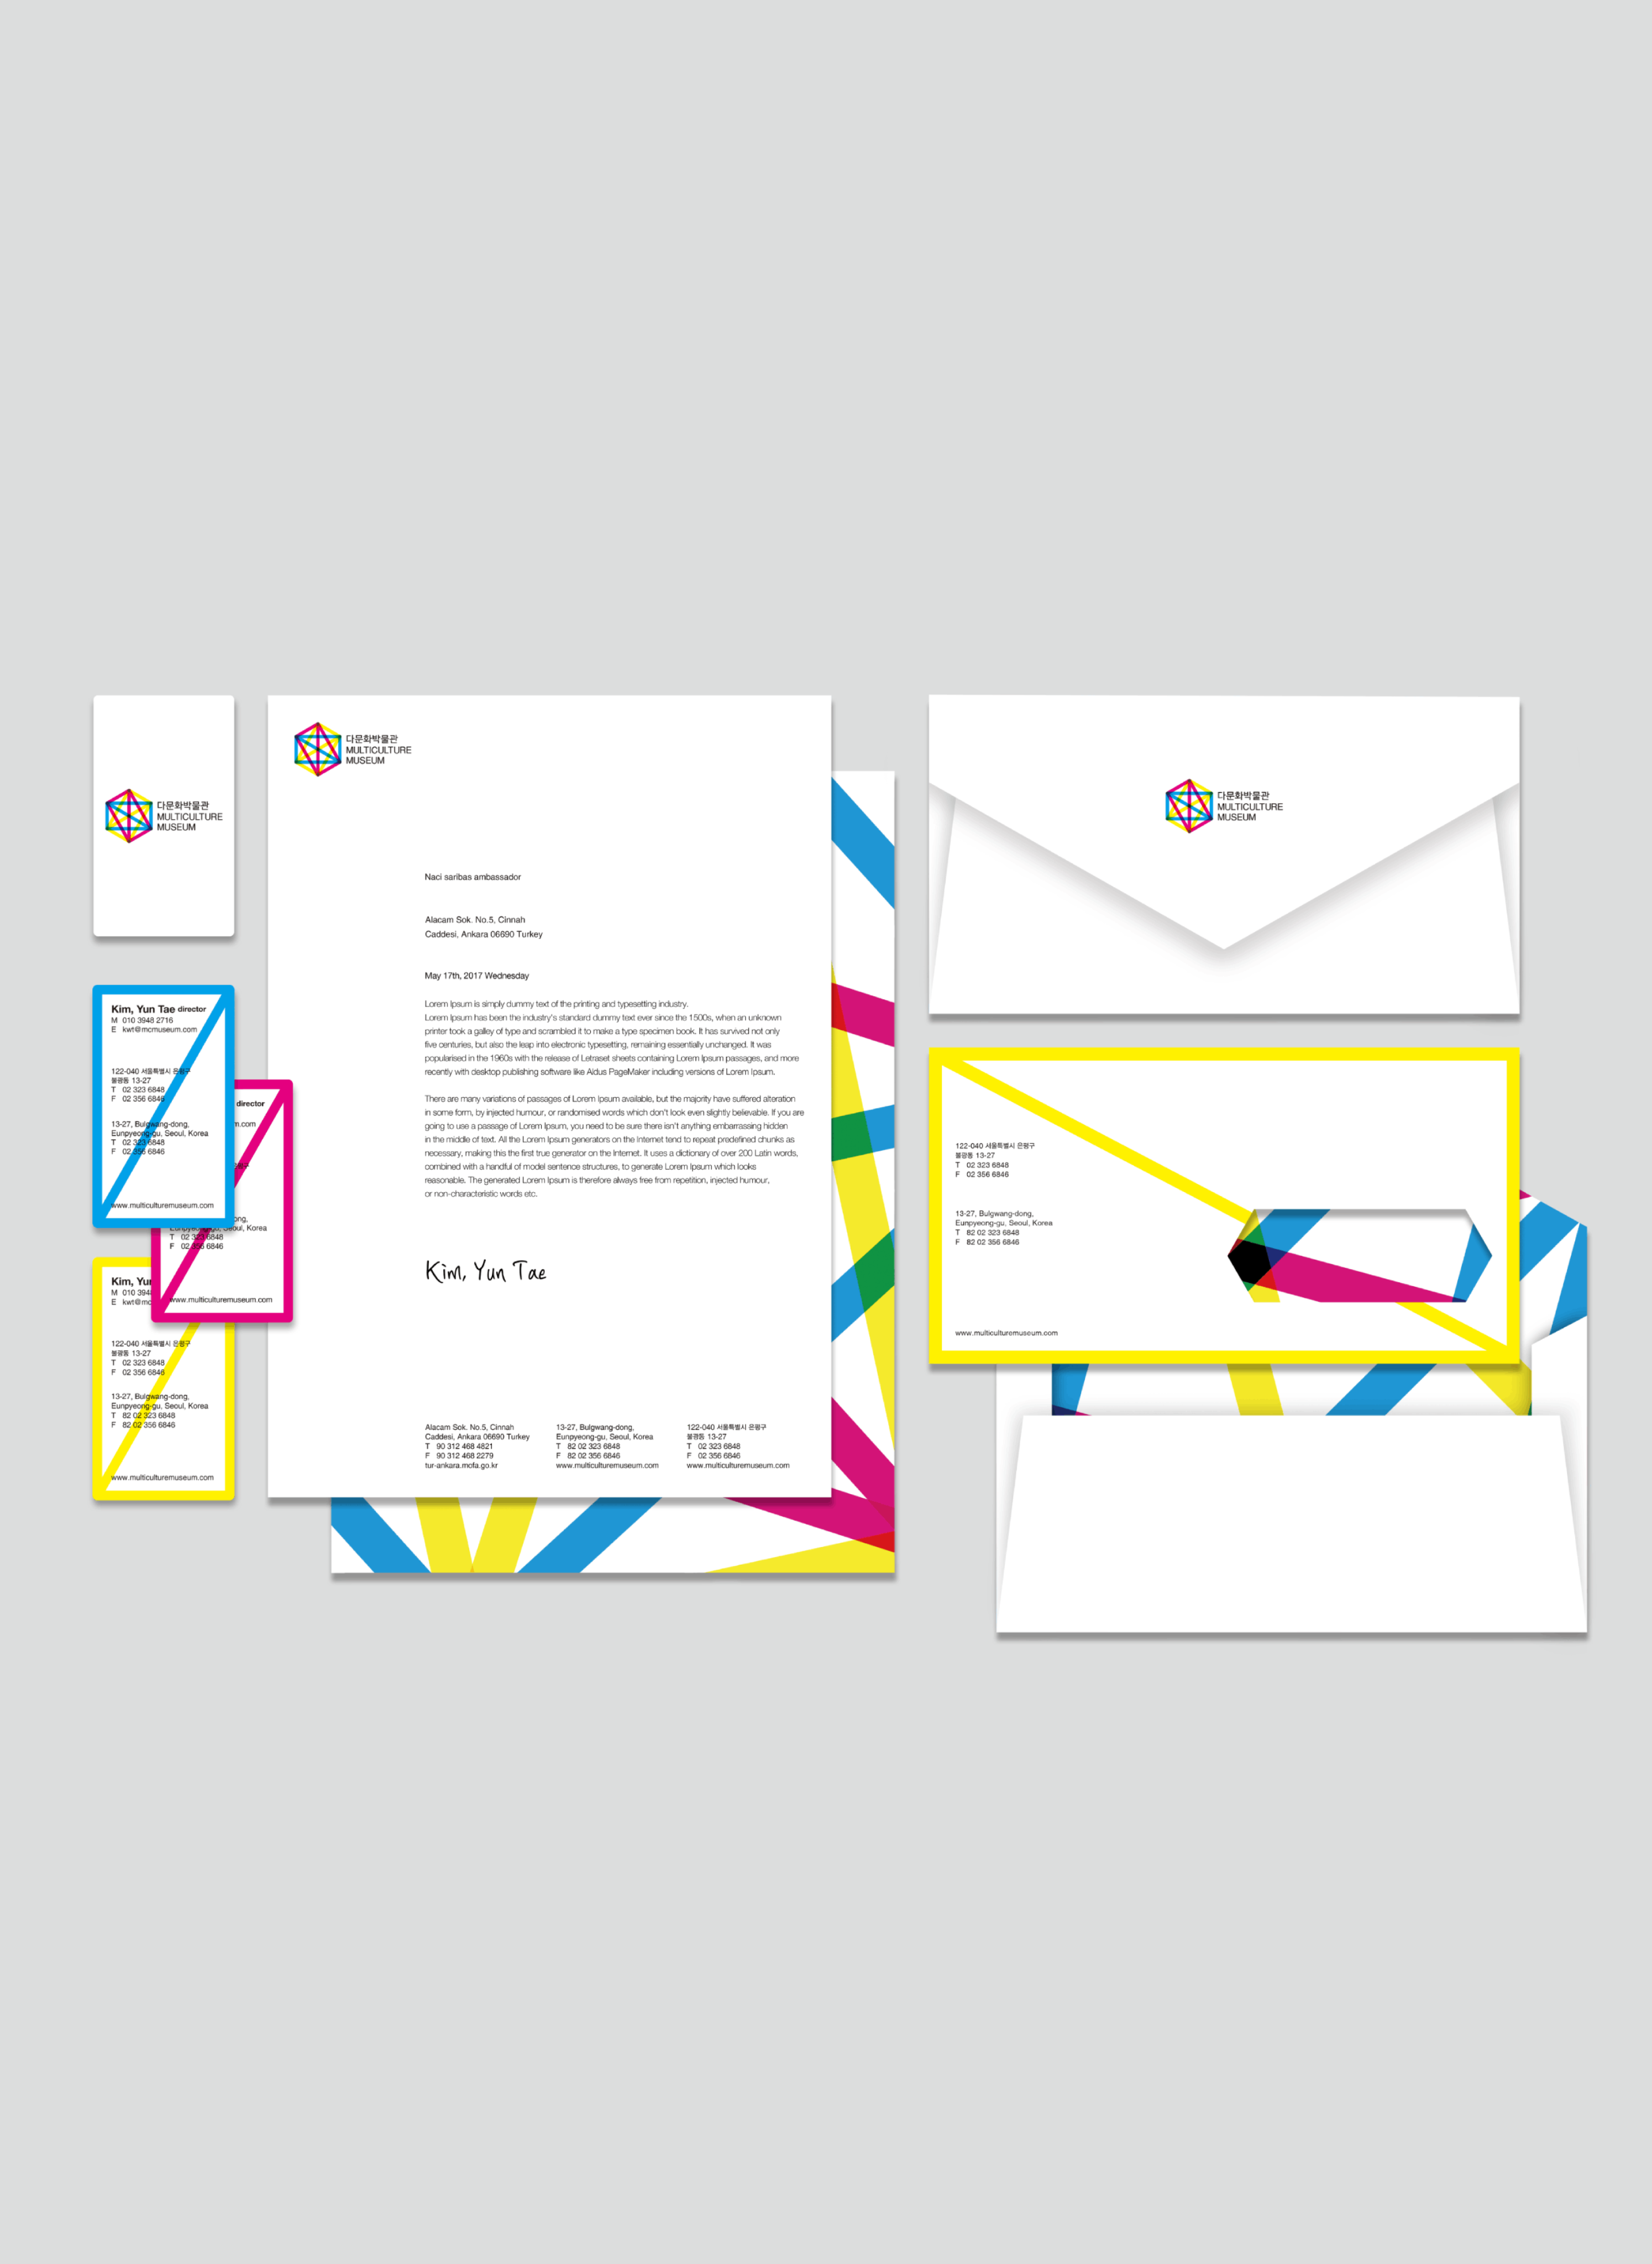 다문화박물관
MULTICULTURE
MUSEUM
Kim, Yun Tae director
M 010 3948 2716
E kwt@mcmuseum.com
122-040 서울특별시 은평구
불광동 13-27
T 02 323 6848
F 02 356 6846
13-27, Bulgwang-dong,
Eunpyeong-gu, Seoul, Korea
T 02 323 6848
F 02 356 6846
www.multiculturemuseum.com
director
n.com
ong,
Eunpyeong-gu, Seoul, Korea
T 02 323 6848
F 02 356 6846
www.multiculturemuseum.com
Kim, Yu
M 010 394
E kwt@mc
122-040 서울특별시 은평구
불광동 13-27
T 02 323 6848
F 02 356 6846
13-27, Bulgwang-dong,
Eunpyeong-gu, Seoul, Korea
T 82 02 323 6848
F 82 02 356 6846
www.multiculturemuseum.com
다문화박물관
MULTICULTURE
MUSEUM
Naci saribas ambassador
Alacam Sok. No.5, Cinnah
Caddesi, Ankara 06690 Turkey
May 17th, 2017 Wednesday
Lorem Ipsum is simply dummy text of the printing and typesetting industry.
Lorem Ipsum has been the industry's standard dummy text ever since the 1500s, when an unknown
printer took a galley of type and scrambled it to make a type specimen book. It has survived not only
five centuries, but also the leap into electronic typesetting, remaining essentially unchanged. It was
popularised in the 1960s with the release of Letraset sheets containing Lorem Ipsum passages, and more
recently with desktop publishing software like Aldus PageMaker including versions of Lorem Ipsum.
There are many variations of passages of Lorem Ipsum available, but the majority have suffered alteration
in some form, by injected humour, or randomised words which don't look even slightly believable. If you are
going to use a passage of Lorem Ipsum, you need to be sure there isn't anything embarrassing hidden
in the middle of text. All the Lorem Ipsum generators on the Internet tend to repeat predefined chunks as
necessary, making this the first true generator on the Internet. It uses a dictionary of over 200 Latin words,
combined with a handful of model sentence structures, to generate Lorem Ipsum which looks
reasonable. The generated Lorem Ipsum is therefore always free from repetition, injected humour,
or non-characteristic words etc.
Kim, Yun Tae
Alacam Sok. No.5, Cinnah
Caddesi, Ankara 06690 Turkey
T 90 312 468 4821
F 90 312 468 2279
tur-ankara.mofa.go.kr
13-27, Bulgwang-dong,
Eunpyeong-gu, Seoul, Korea
T 82 02 323 6848
F 82 02 356 6846
www.multiculturemuseum.com
122-040 서울특별시 은평구
불광동 13-27
T 02 323 6848
F 02 356 6846
www.multiculturemuseum.com
다문화박물관
MULTICULTURE
MUSEUM
122-040 서울특별시 은평구
불광동 13-27
T 02 323 6848
F 02 356 6846
13-27, Bulgwang-dong,
Eunpyeong-gu, Seoul, Korea
T 82 02 323 6848
F 82 02 356 6846
www.multiculturemuseum.com